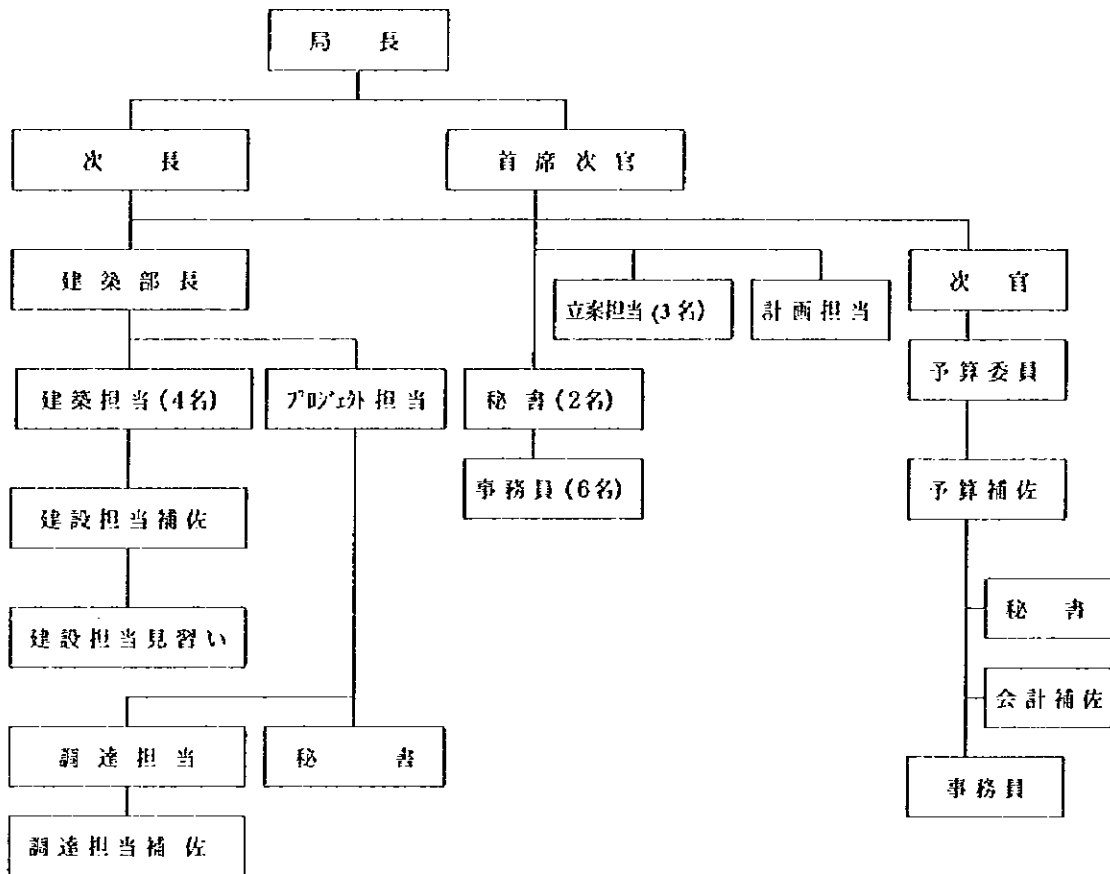 局長
次長
首席次官
建築部長
次官
立案担当(3名)
計画担当
予算委員
建築担当(4名)
プロジェクト担当
秘書(2名)
事務員(6名)
予算補佐
建設担当補佐
秘書
建設担当見習い
会計補佐
調達担当
秘書
事務員
調達担当補佐